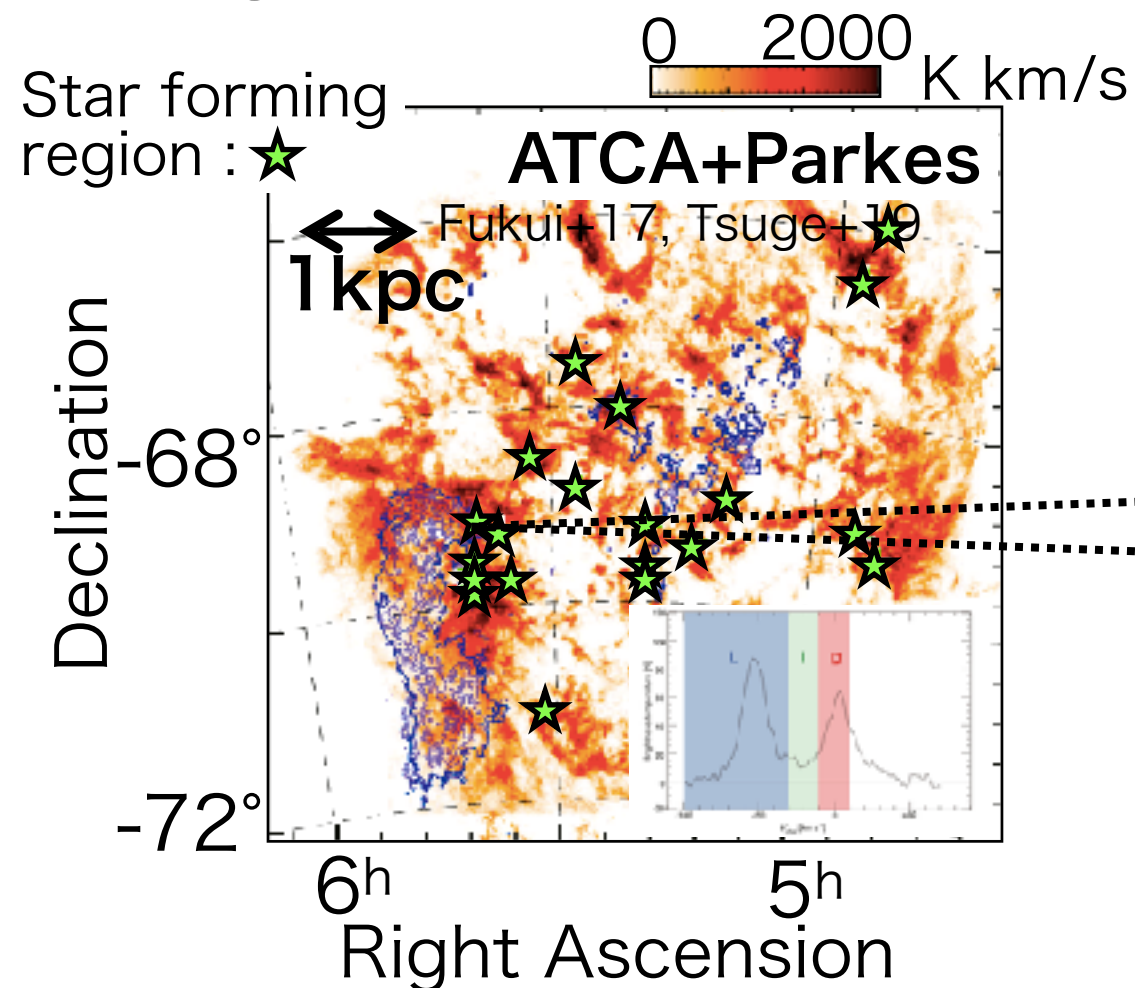 0 2000 K km/s
Star forming
region :
ATCA+Parkes
Fukui+17, Tsuge+19
1kpc
Declination
-68°
-72°
L I D
6h 5h
Right Ascension